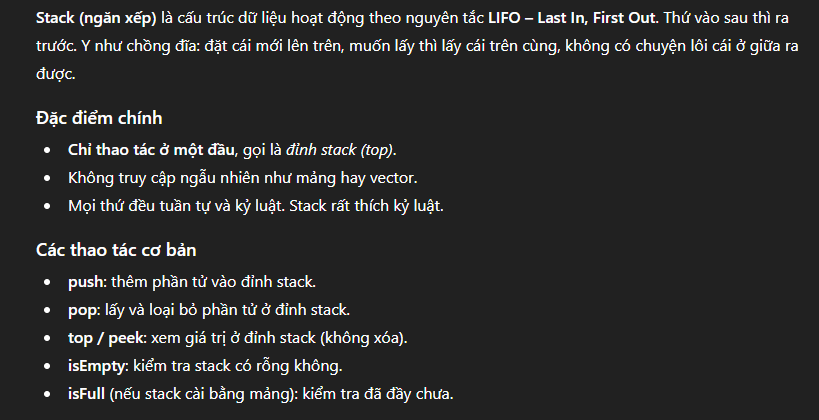 Stack (ngăn xếp) là cấu trúc dữ liệu hoạt động theo nguyên tắc LIFO – Last In, First Out. Thứ vào sau thì ra
trước. Y như chồng đĩa: đặt cái mới lên trên, muốn lấy thì lấy cái trên cùng, không có chuyện lôi cái ở giữa ra
được.
Đặc điểm chính
• Chỉ thao tác ở một đầu, gọi là đỉnh stack (top).
• Không truy cập ngẫu nhiên như mảng hay vector.
• Mọi thứ đều tuần tự và kỷ luật. Stack rất thích kỷ luật.
Các thao tác cơ bản
• push: thêm phần tử vào đỉnh stack.
• pop: lấy và loại bỏ phần tử ở đỉnh stack.
• top / peek: xem giá trị ở đỉnh stack (không xóa).
• isEmpty: kiểm tra stack có rỗng không.
• isFull (nếu stack cài bằng mảng): kiểm tra đã đầy chưa.